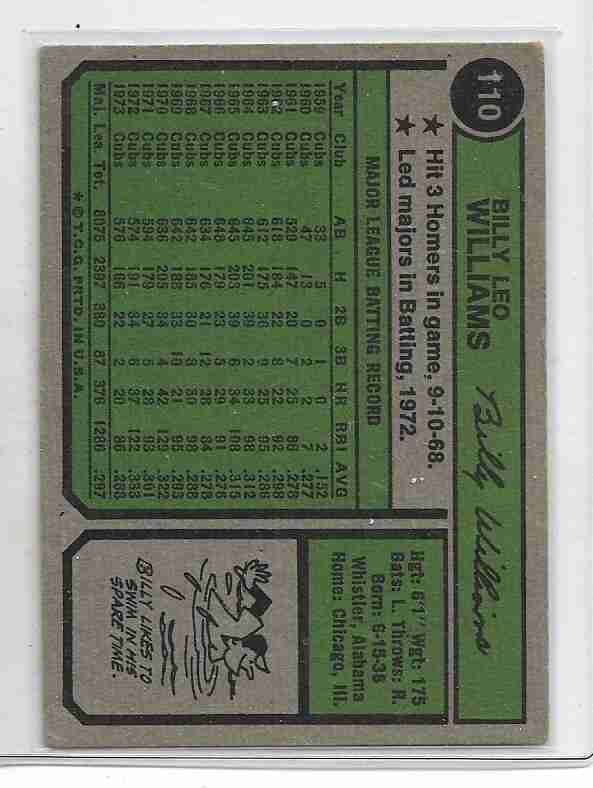 110
BILLY LEO
WILLIAMS
Billy Williams
★ Hit 3 Homers in game, 9-10-68.
★ Led majors in Batting, 1972.
MAJOR LEAGUE BATTING RECORD
Year Club AB H 2B 3B HR RBI AVG
1959 Cubs 33 5 0 1 0 2 .152
1960 Cubs 47 13 0 2 2 7 .277
1961 Cubs 529 147 20 7 25 86 .278
1962 Cubs 618 184 22 8 22 92 .298
1963 Cubs 612 175 36 9 25 95 .286
1964 Cubs 645 201 39 2 33 98 .312
1965 Cubs 645 203 39 6 34 108 .315
1966 Cubs 648 179 23 5 29 91 .276
1967 Cubs 634 176 21 12 28 84 .278
1968 Cubs 642 185 30 8 30 98 .288
1969 Cubs 642 188 33 10 21 95 .293
1970 Cubs 636 205 34 4 42 129 .322
1971 Cubs 594 179 27 5 28 93 .301
1972 Cubs 574 191 34 6 37 122 .333
1973 Cubs 576 166 22 2 20 86 .288
Maj. Lea. Tot. 8075 2397 380 87 376 1286 .297
* © T.C.G. PRTD. IN U.S.A.
Hgt: 6'1" Wgt: 175
Bats: L. Throws: R.
Born: 6-15-38
Whistler, Alabama
Home: Chicago, Ill.
BILLY LIKES TO
SWIM IN HIS
SPARE TIME.